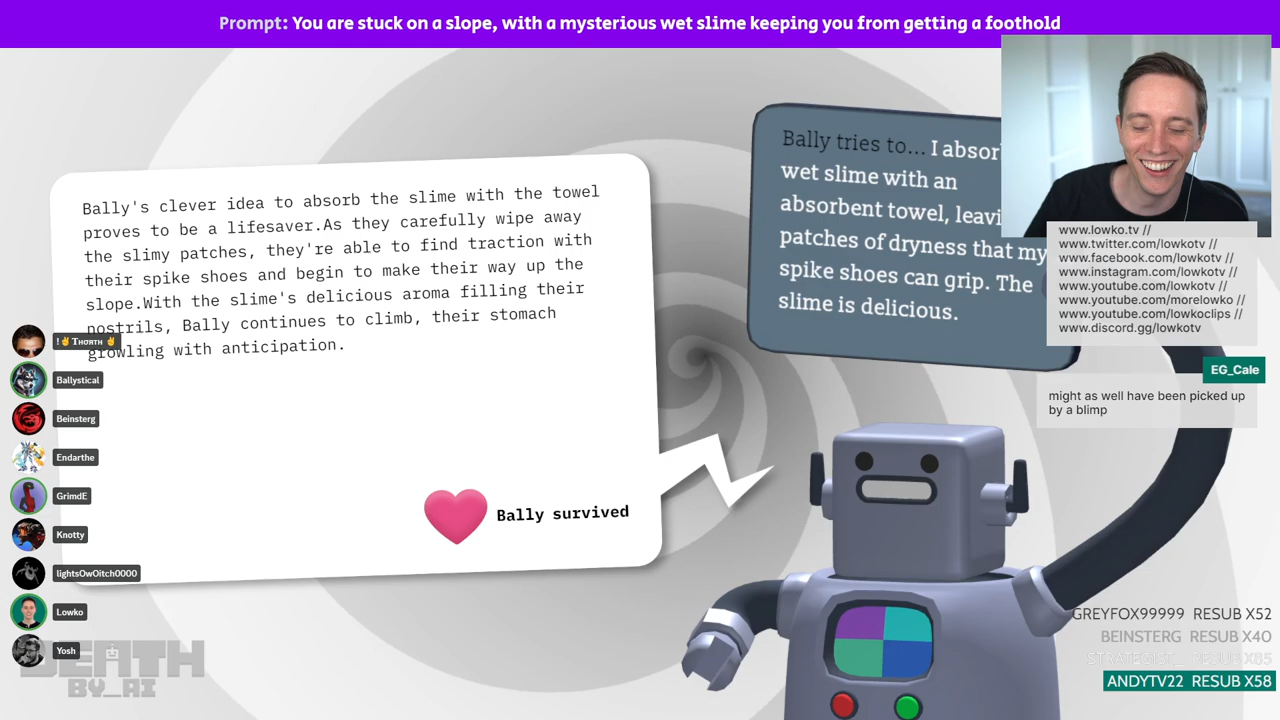 Prompt: You are stuck on a slope, with a mysterious wet slime keeping you from getting a foothold
Bally's clever idea to absorb the slime with the towel
proves to be a lifesaver.As they carefully wipe away
the slimy patches, they're able to find traction with
their spike shoes and begin to make their way up the
slope.With the slime's delicious aroma filling their
nostrils, Bally continues to climb, their stomach
growling with anticipation.
Bally survived
Bally tries to... I absor
wet slime with an
absorbent towel, leavi
patches of dryness that my
spike shoes can grip. The
slime is delicious.
www.lowko.tv //
www.twitter.com/lowkotv //
www.facebook.com/lowkotv //
www.instagram.com/lowkotv //
www.youtube.com/lowkotv //
www.youtube.com/morelowko //
www.youtube.com/lowkoclips //
www.discord.gg/lowkotv
EG_Cale
might as well have been picked up
by a blimp
!✌Thorth✌
Ballystical
Beinsterg
Endarthe
GrimdE
Knotty
lightsOwOitch0000
Lowko
Yosh
DEATH
BY_AI
GREYFOX99999 RESUB X52
BEINSTERG RESUB X40
STRATEGIST_ RESUB X85
ANDYTV22 RESUB X58